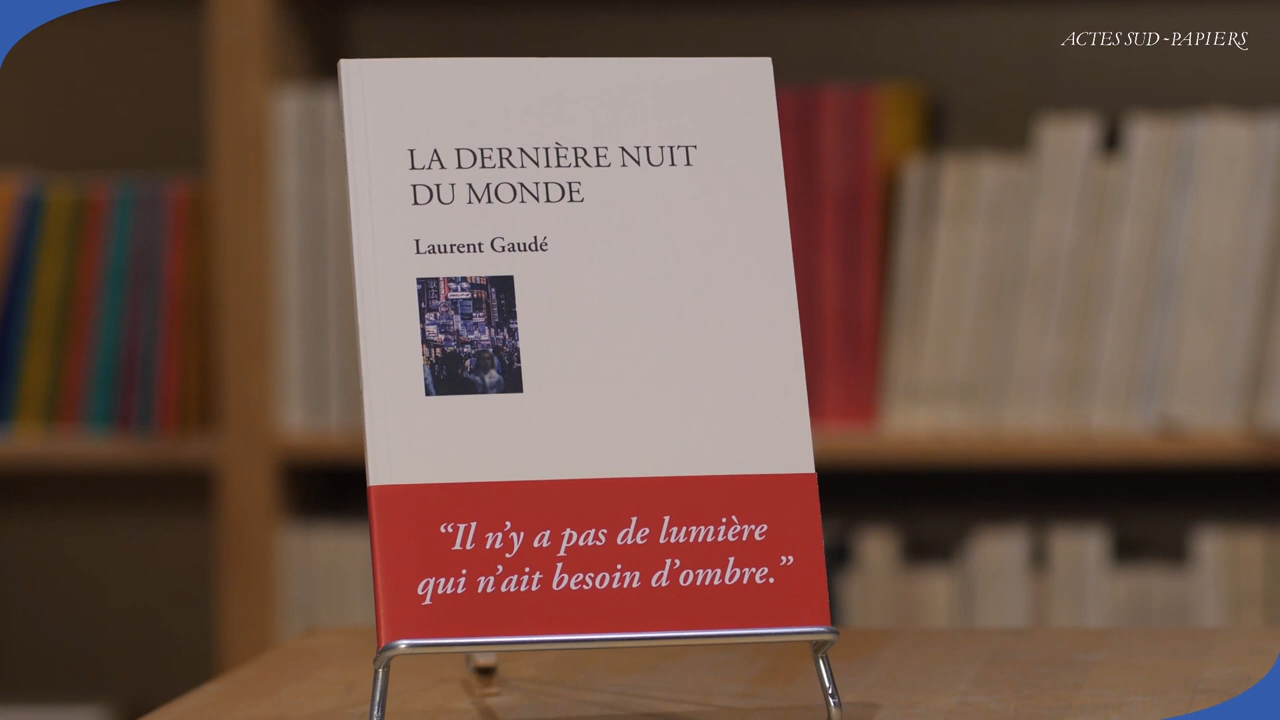 ACTES SUD-PAPIERS
LA DERNIÈRE NUIT
DU MONDE
Laurent Gaudé
“Il n’y a pas de lumière
qui n’ait besoin d’ombre.”